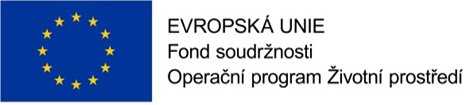 EVROPSKÁ UNIE
Fond soudržnosti
Operační program Životní prostředí